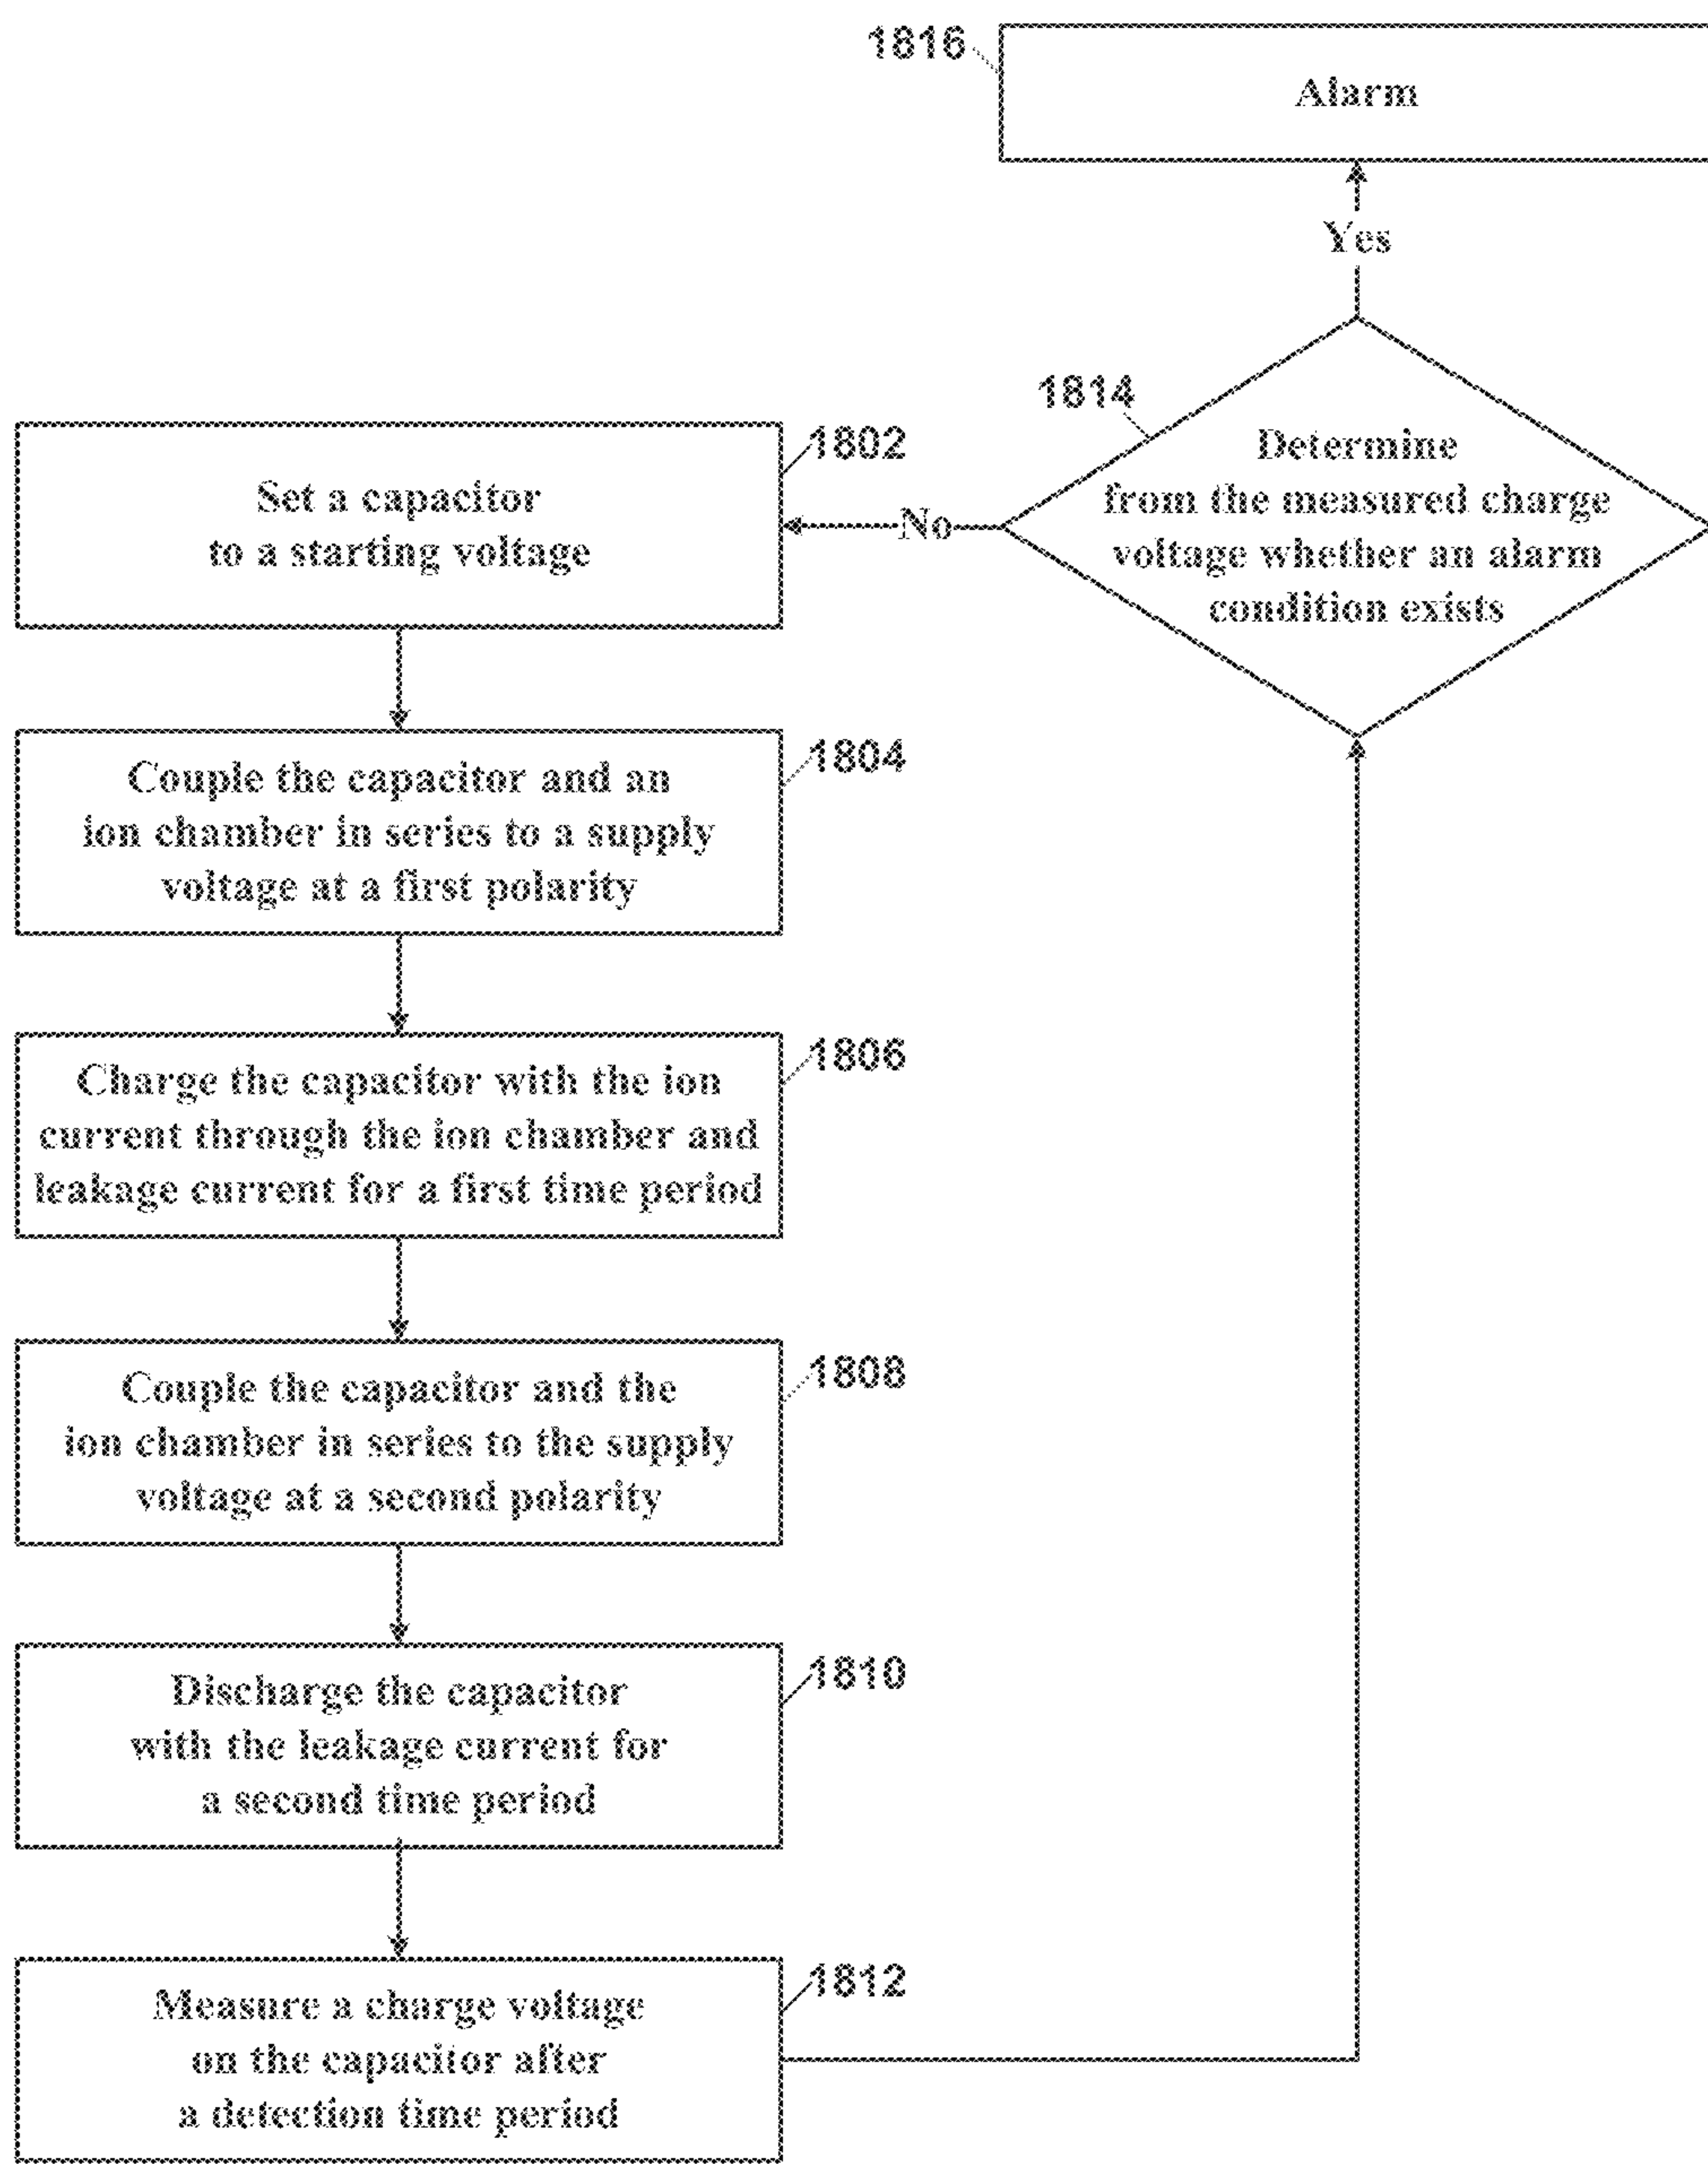 1816
Alarm
Yes
1814
Determine
from the measured charge
voltage whether an alarm
condition exists
No
1802
Set a capacitor
to a starting voltage
1804
Couple the capacitor and an
ion chamber in series to a supply
voltage at a first polarity
1806
Charge the capacitor with the ion
current through the ion chamber and
leakage current for a first time period
1808
Couple the capacitor and the
ion chamber in series to the supply
voltage at a second polarity
1810
Discharge the capacitor
with the leakage current for
a second time period
1812
Measure a charge voltage
on the capacitor after
a detection time period